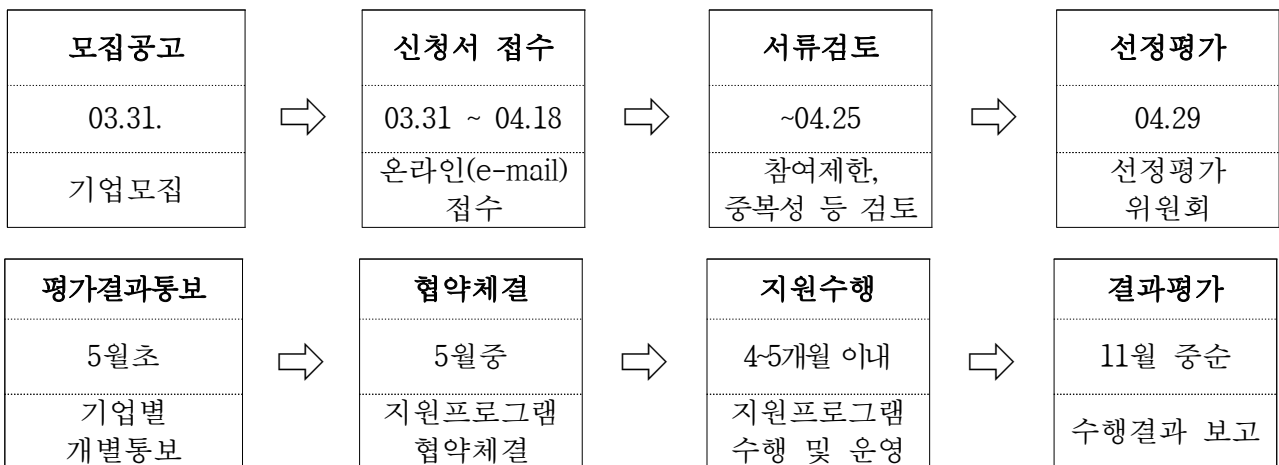 모집공고
03.31.
기업모집
신청서 접수
03.31 ~ 04.18
온라인(e-mail)
접수
서류검토
~04.25
참여제한,
중복성 등 검토
선정평가
04.29
선정평가
위원회
평가결과통보
5월초
기업별
개별통보
협약체결
5월중
지원프로그램
협약체결
지원수행
4~5개월 이내
지원프로그램
수행 및 운영
결과평가
11월 중순
수행결과 보고